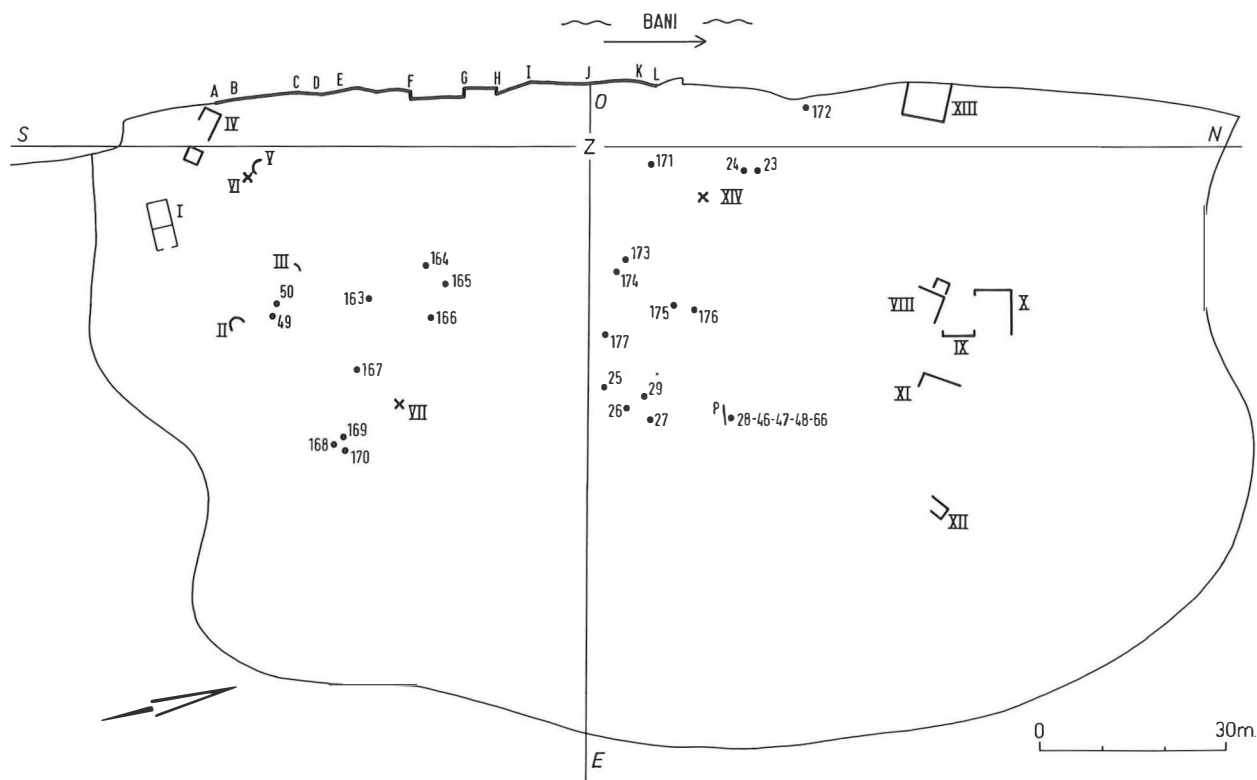 BANI
A B C D E F G H I J K L
O
172
XIII
IV
S Z N
V
171
24 23
VI
XIV
I
III
164
173
174
165
50
163
49
II
166
175
176
VIII
X
177
IX
167
25
29
XI
VII
26
27
P
28-46-47-48-66
169
168
170
XII
0 30m.
E